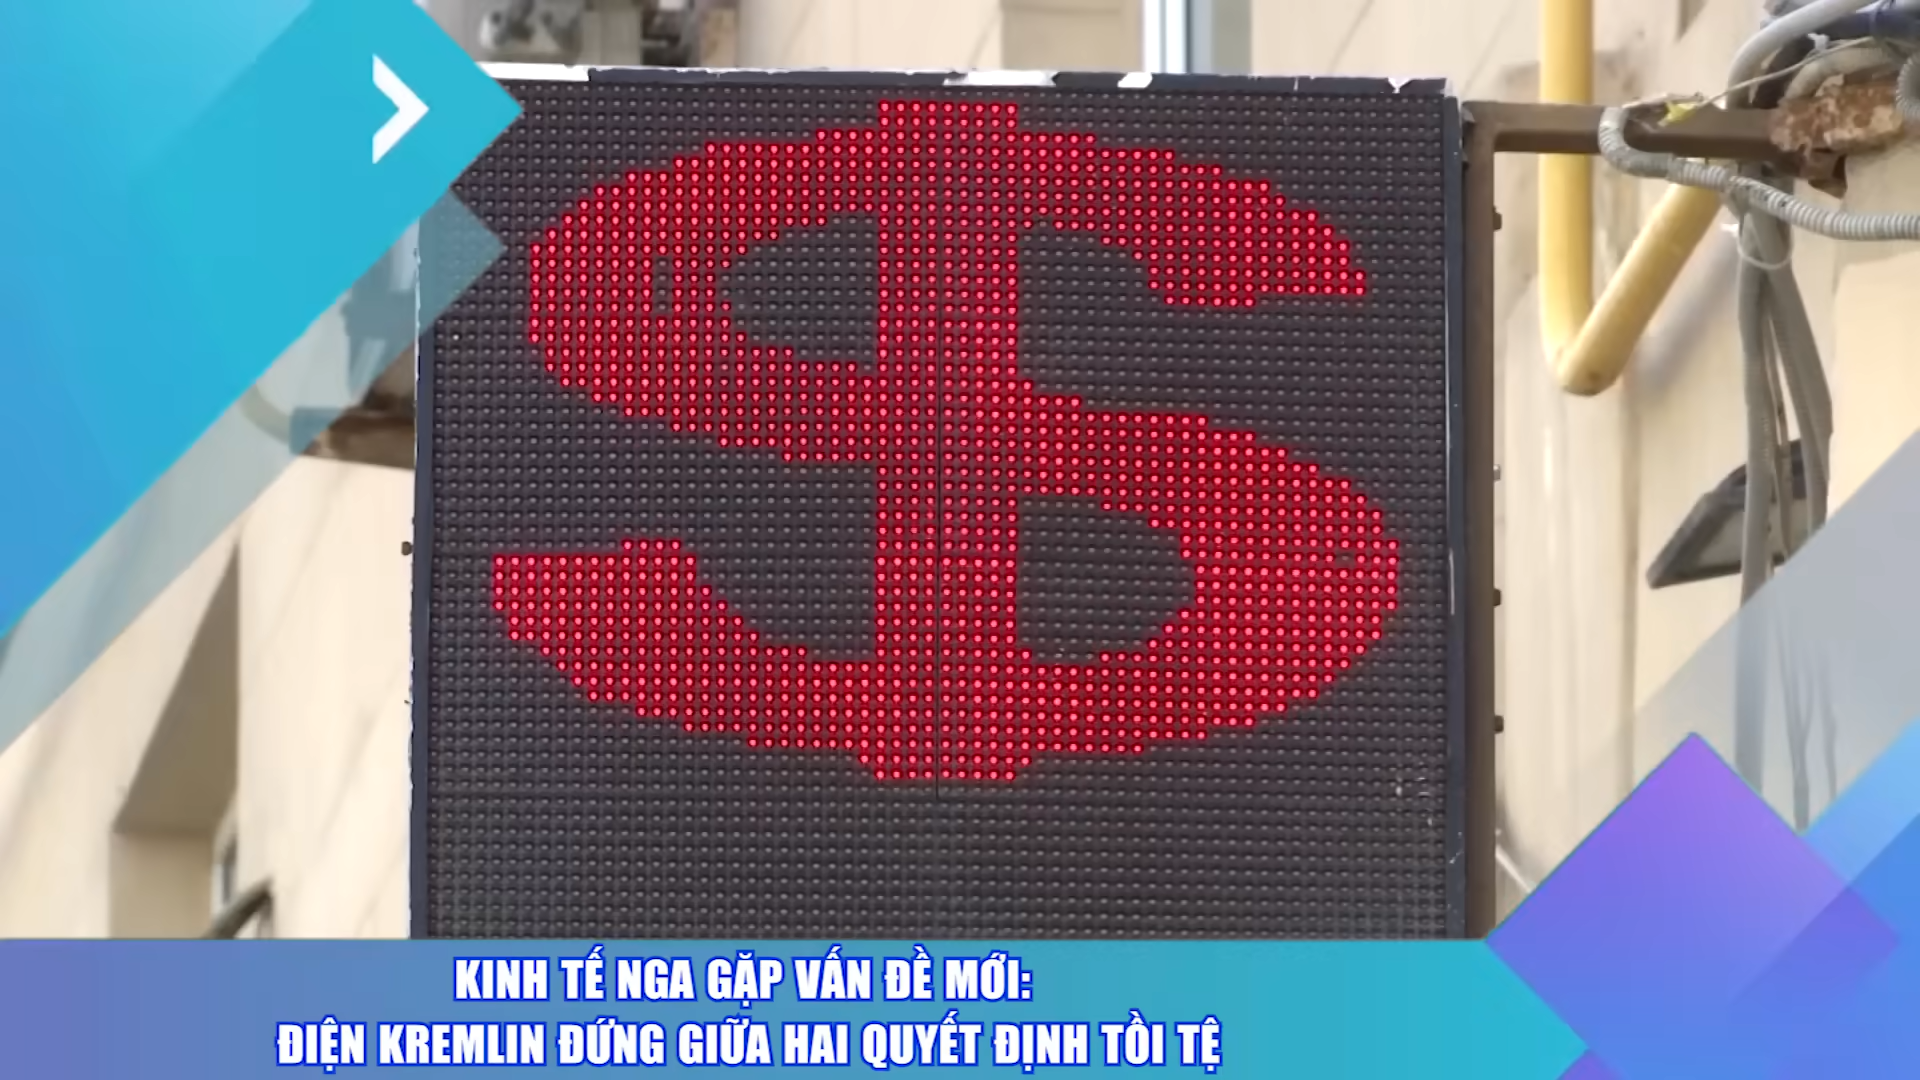 $
KINH TẾ NGA GẶP VẤN ĐỀ MỚI:
ĐIỆN KREMLIN ĐỨNG GIỮA HAI QUYẾT ĐỊNH TỒI TỆ